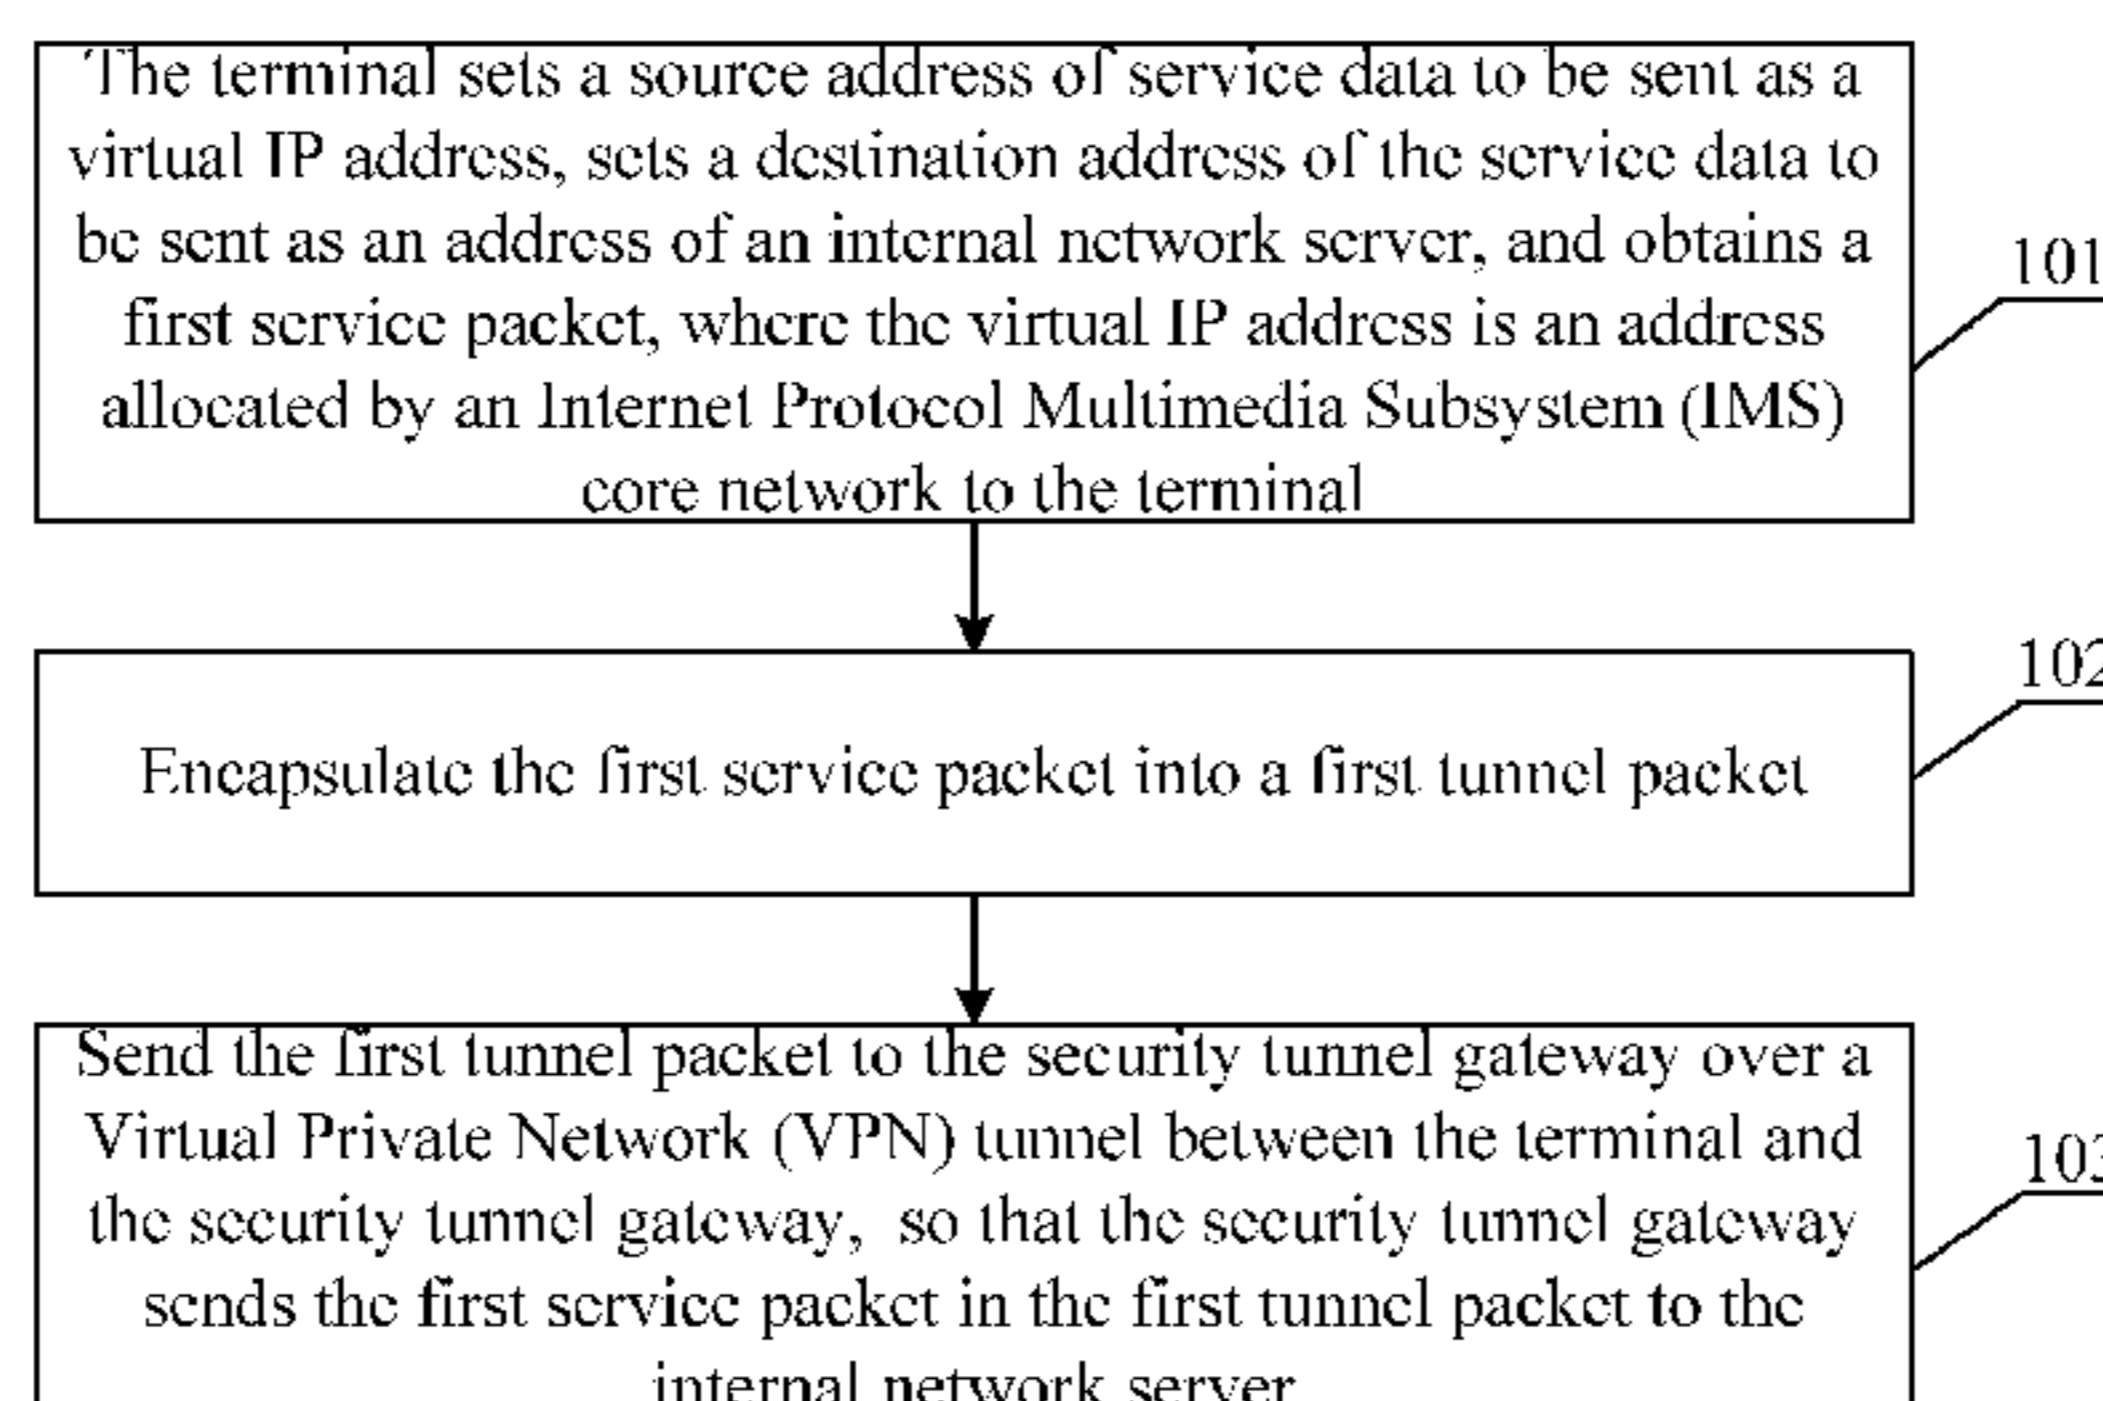 The terminal sets a source address of service data to be sent as a
virtual IP address, sets a destination address of the service data to
be sent as an address of an internal network server, and obtains a
first service packet, where the virtual IP address is an address
allocated by an Internet Protocol Multimedia Subsystem (IMS)
core network to the terminal
101
102
Encapsulate the first service packet into a first tunnel packet
Send the first tunnel packet to the security tunnel gateway over a
Virtual Private Network (VPN) tunnel between the terminal and
the security tunnel gateway, so that the security tunnel gateway
sends the first service packet in the first tunnel packet to the
internal network server
103